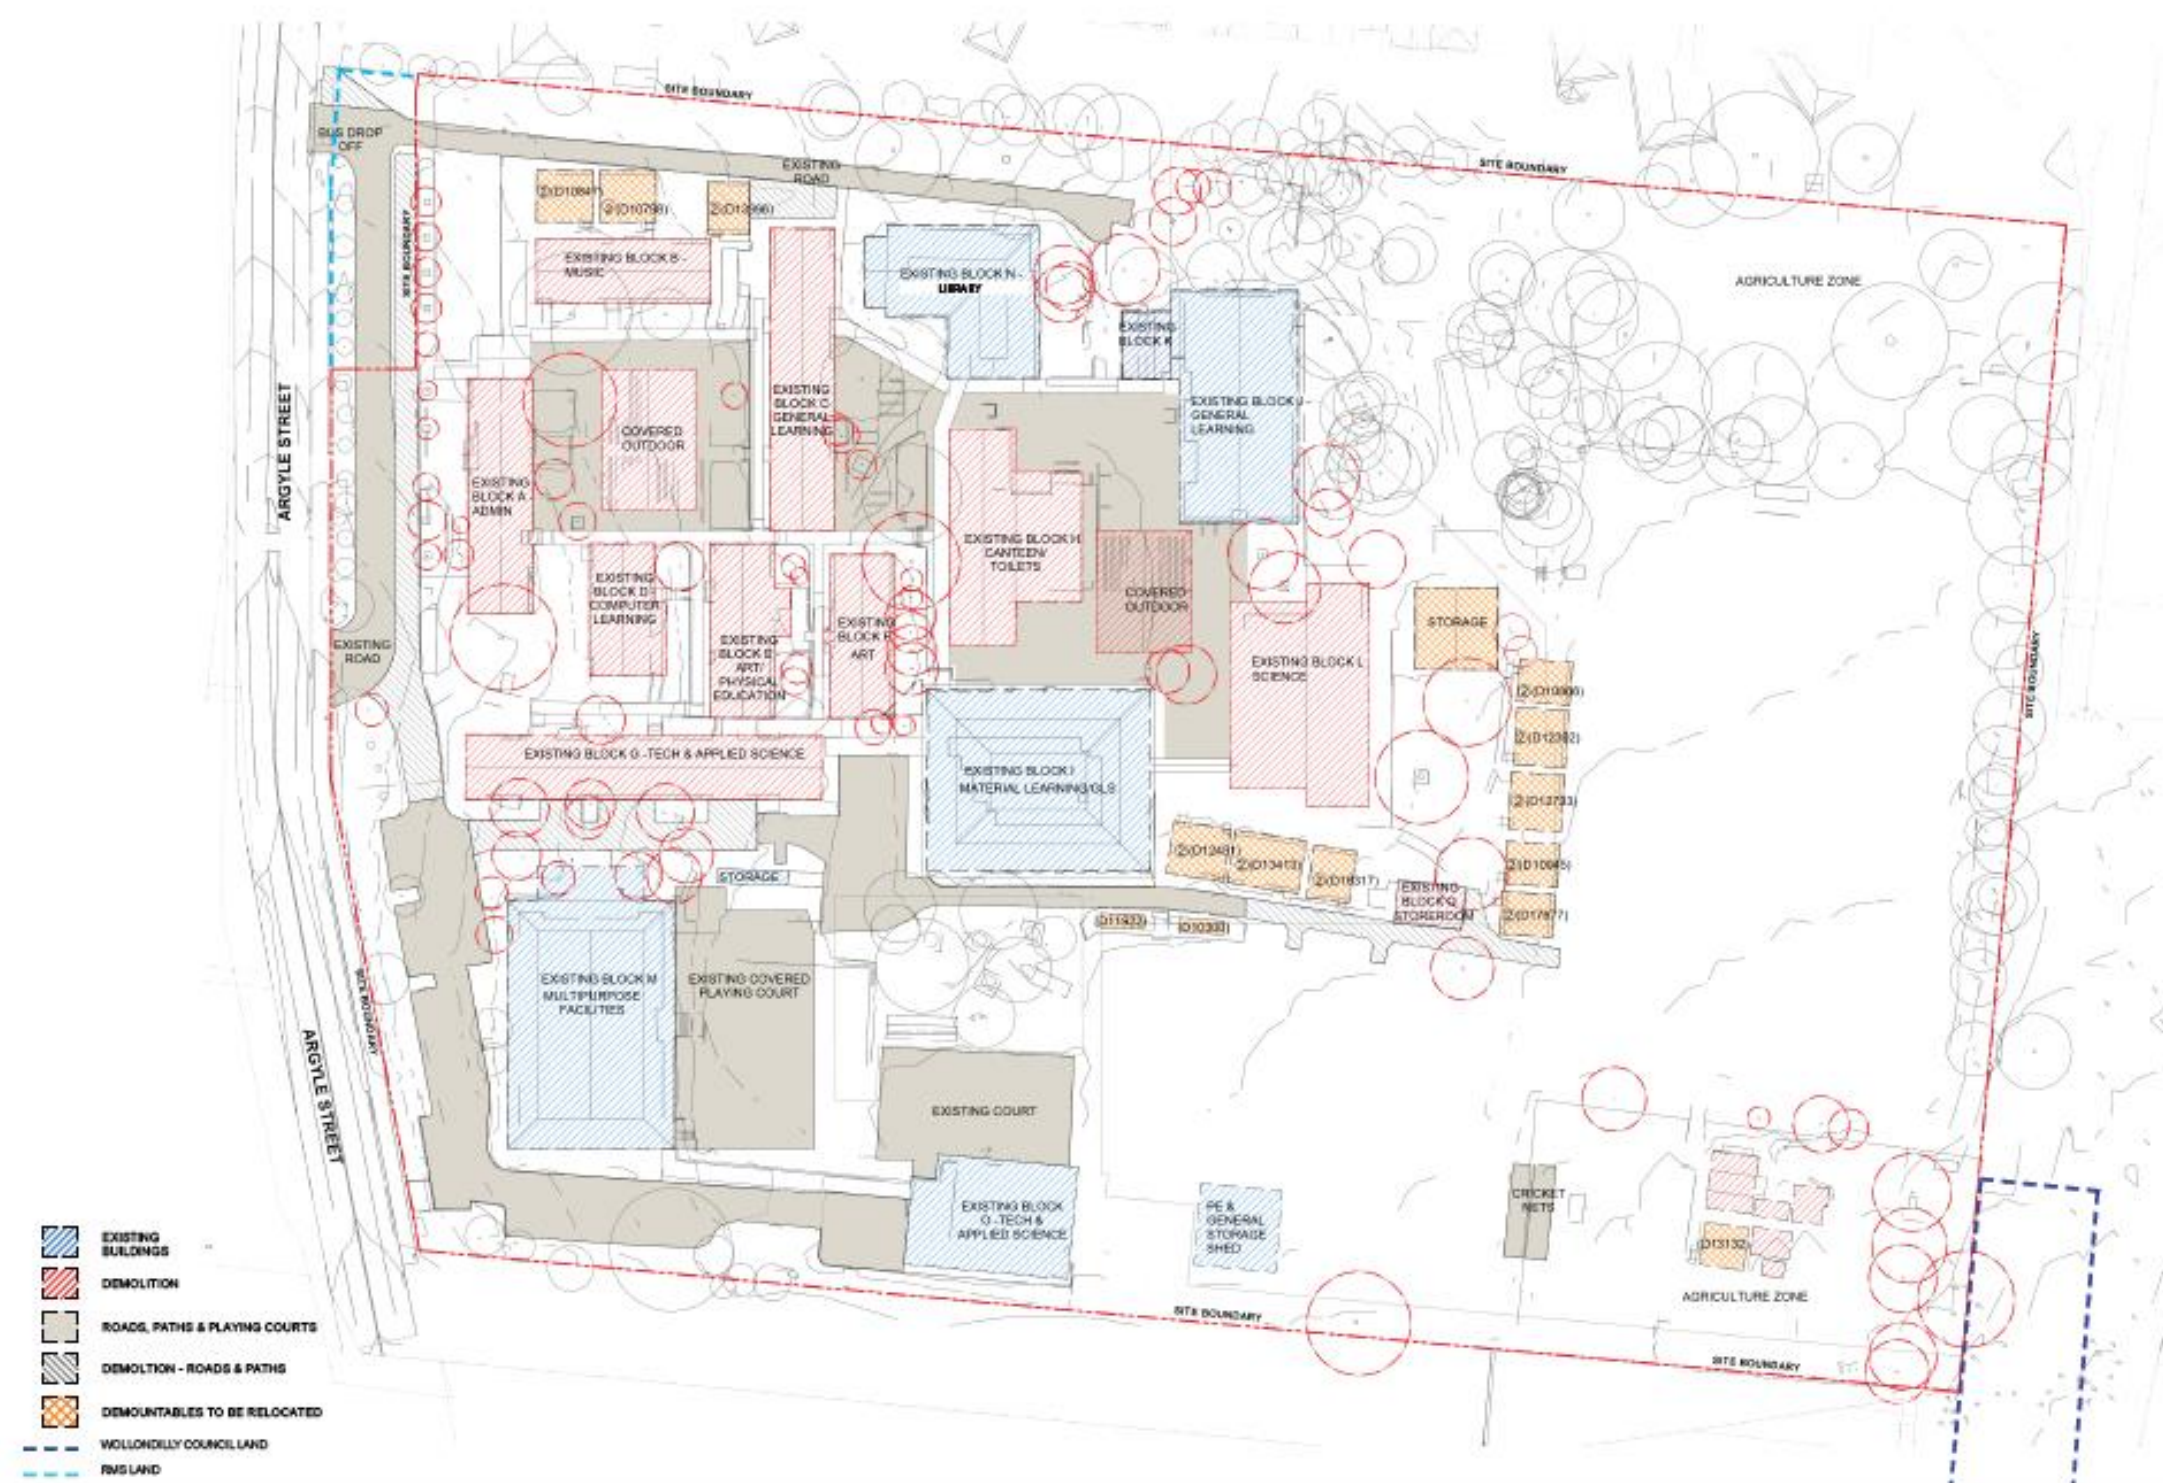 SITE BOUNDARY
BUS DROP
OFF
EXISTING
ROAD
SITE BOUNDARY
SITE BOUNDARY
EXISTING BLOCK B -
MUSIC
EXISTING BLOCK N -
LIBRARY
AGRICULTURE ZONE
EXISTING
BLOCK K
ARGYLE STREET
EXISTING
BLOCK C
GENERAL
LEARNING
EXISTING BLOCK J -
GENERAL
LEARNING
COVERED
OUTDOOR
EXISTING
BLOCK A
ADMIN
EXISTING BLOCK H
CANTEEN/
TOILETS
EXISTING
BLOCK D -
COMPUTER
LEARNING
COVERED
OUTDOOR
EXISTING
BLOCK E
ART/
PHYSICAL
EDUCATION
EXISTING
BLOCK F
ART
STORAGE
EXISTING
ROAD
EXISTING BLOCK L
SCIENCE
SITE BOUNDARY
EXISTING BLOCK G -TECH & APPLIED SCIENCE
EXISTING BLOCK I
MATERIAL LEARNING/GLS
STORAGE
EXISTING
BLOCK Q
STOREROOM
EXISTING BLOCK M
MULTIPURPOSE
FACILITIES
EXISTING COVERED
PLAYING COURT
SITE BOUNDARY
ARGYLE STREET
EXISTING COURT
EXISTING BLOCK
O -TECH &
APPLIED SCIENCE
PE &
GENERAL
STORAGE
SHED
CRICKET
NETS
(D13132)
AGRICULTURE ZONE
SITE BOUNDARY
SITE BOUNDARY
EXISTING
BUILDINGS
DEMOLITION
ROADS, PATHS & PLAYING COURTS
DEMOLTION - ROADS & PATHS
DEMOUNTABLES TO BE RELOCATED
WOLLONDILLY COUNCIL LAND
RMS LAND